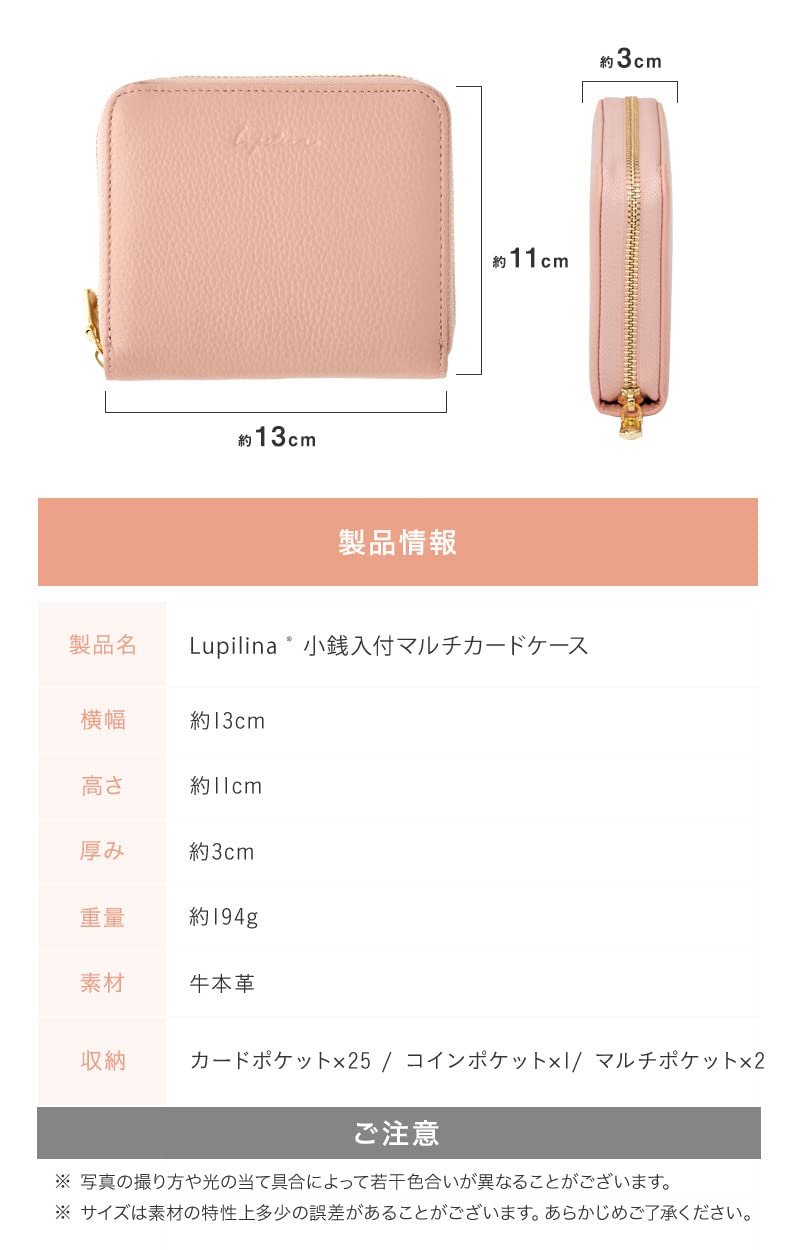 約3cm
Lupilina
約11cm
約13cm
製品情報
製品名 Lupilina® 小銭入付マルチカードケース
横幅 約13cm
高さ 約11cm
厚み 約3cm
重量 約194g
素材 牛本革
収納 カードポケット×25 / コインポケット×1/ マルチポケット×2
ご注意
※ 写真の撮り方や光の当て具合によって若干色合いが異なることがございます。
※ サイズは素材の特性上多少の誤差があることがございます。あらかじめご了承ください。